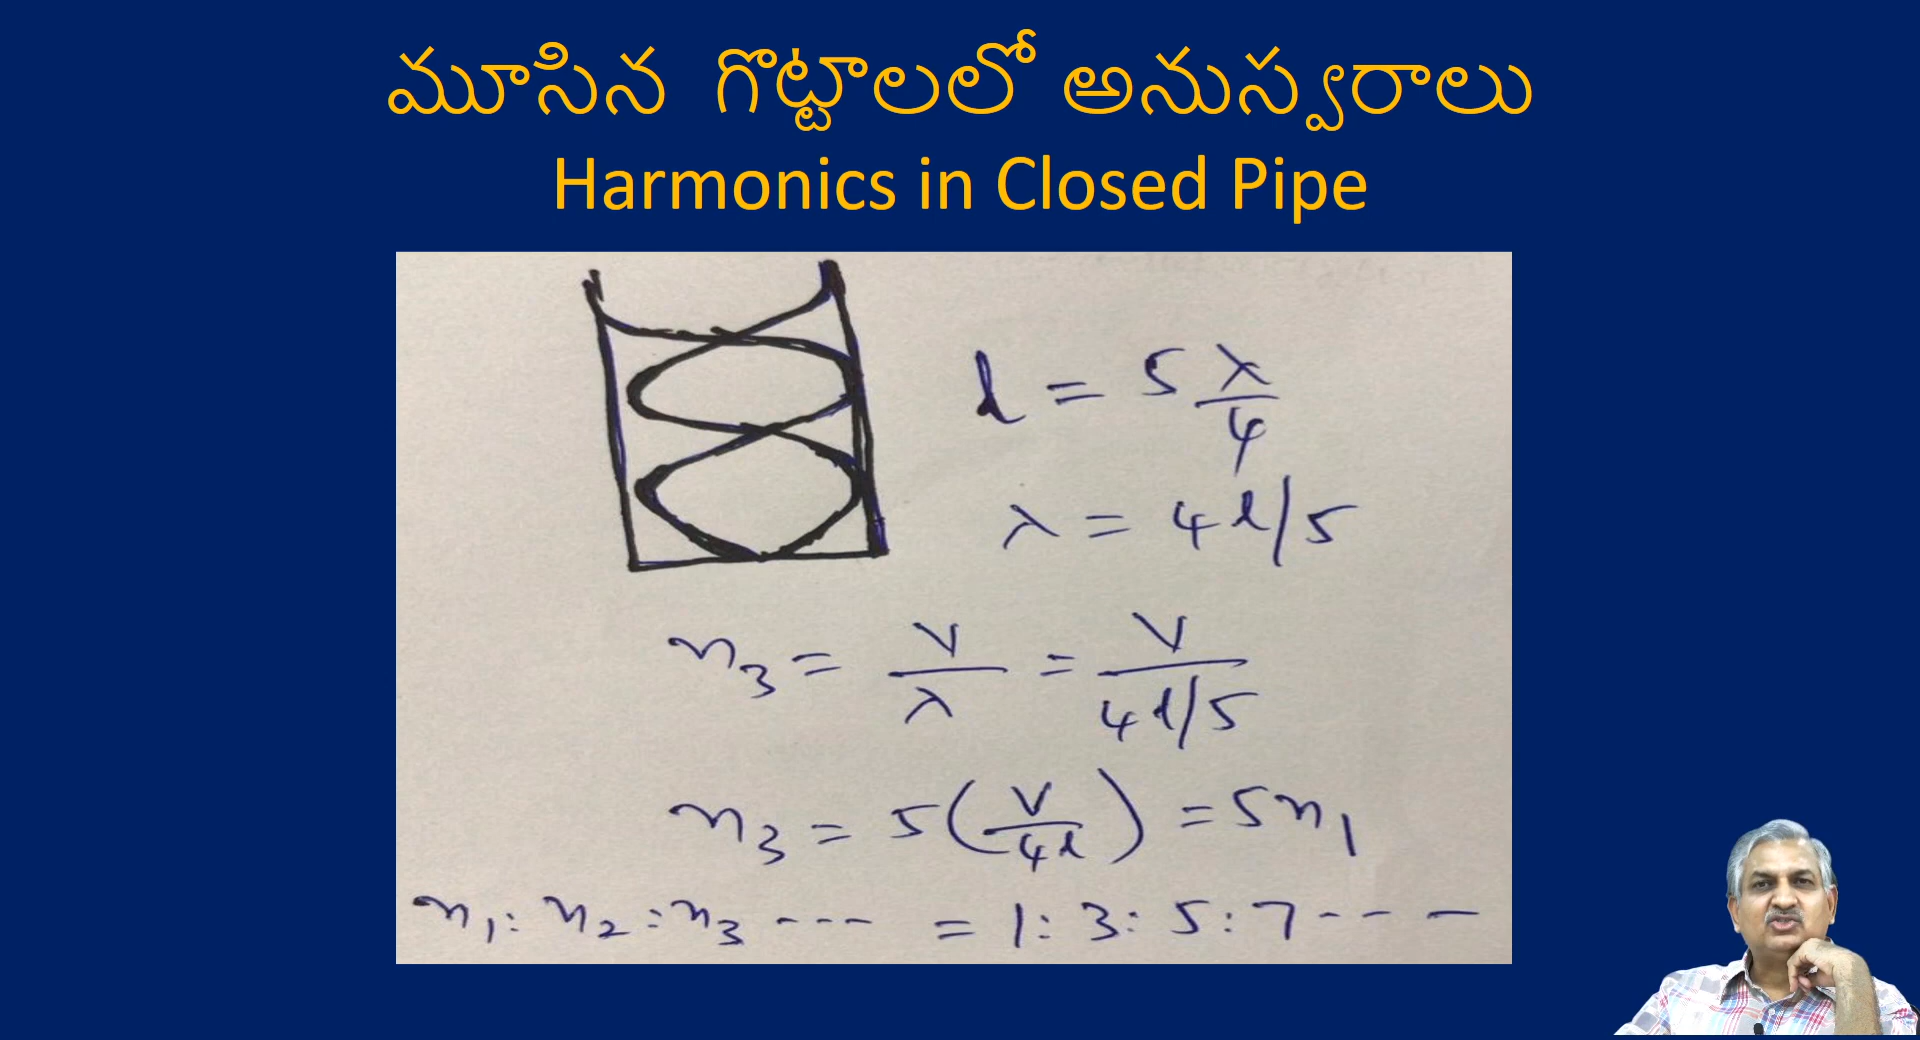 మూసిన గొట్టాలలో అనుస్వరాలు
Harmonics in Closed Pipe
l = 5 λ/4
λ = 4l/5
n₃ = V/λ = V/(4l/5)
n₃ = 5(V/4l) = 5n₁
n₁ : n₂ : n₃ --- = 1 : 3 : 5 : 7 - - -